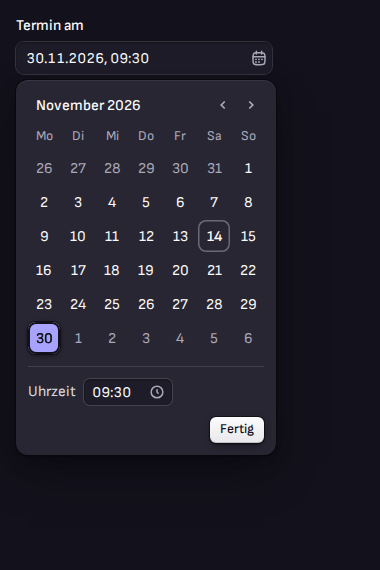 Termin am
30.11.2026, 09:30
November 2026
Mo Di Mi Do Fr Sa So
26 27 28 29 30 31 1
2 3 4 5 6 7 8
9 10 11 12 13 14 15
16 17 18 19 20 21 22
23 24 25 26 27 28 29
30 1 2 3 4 5 6
Uhrzeit 09:30
Fertig